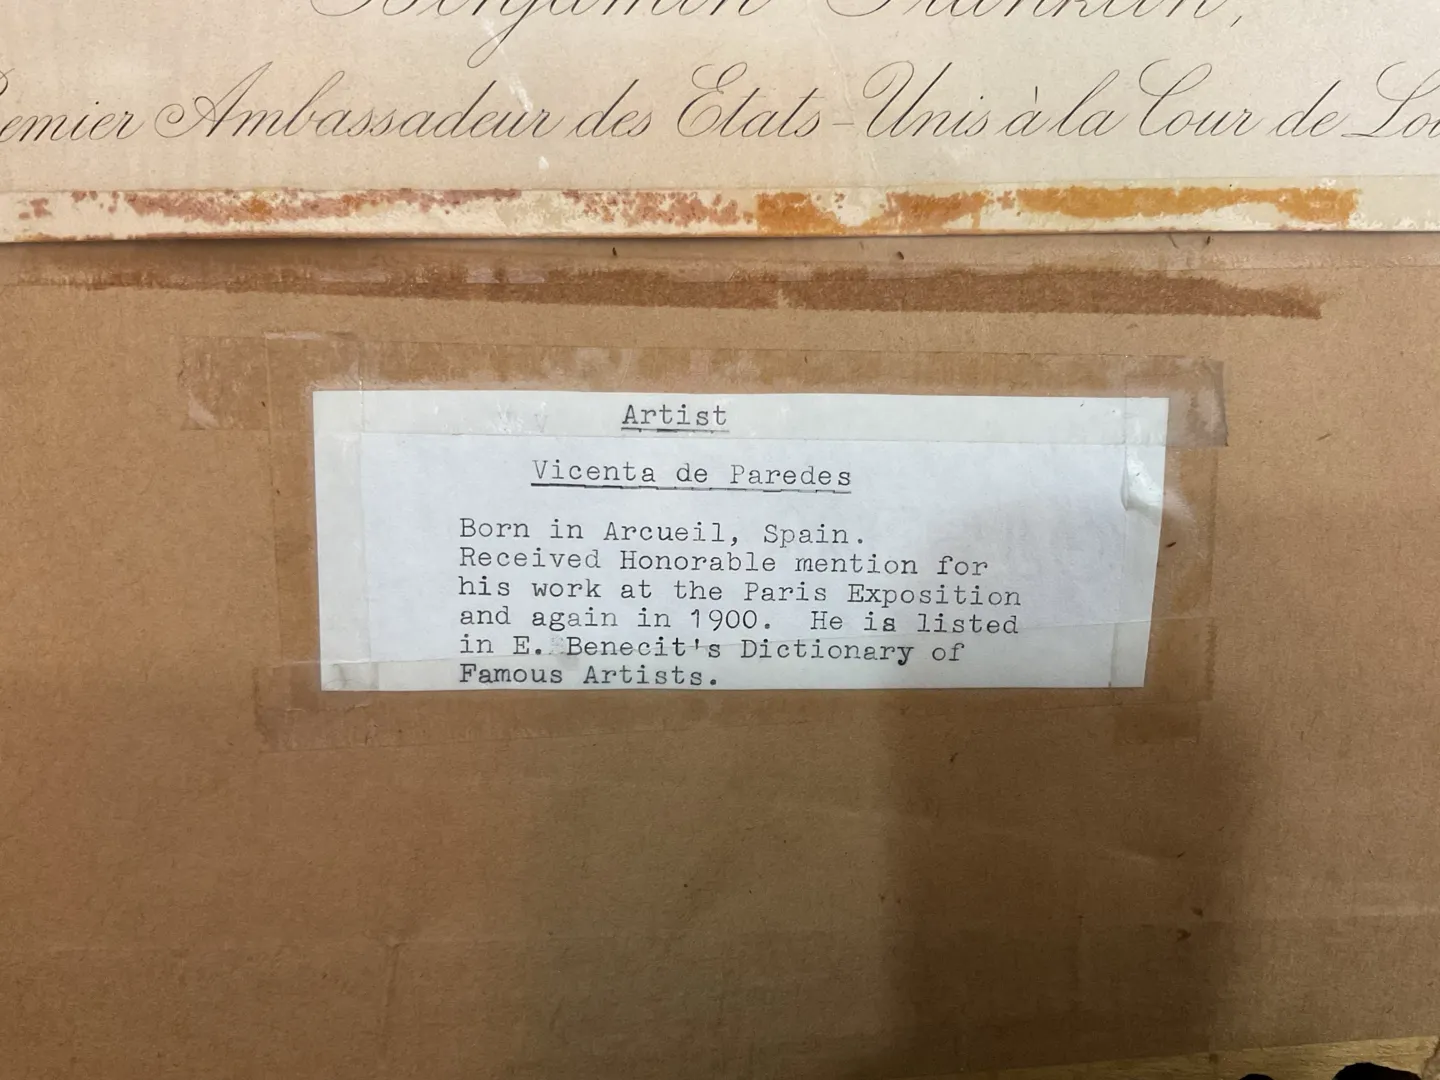 Benjamin Franklin,
Premier Ambassadeur des Etats-Unis à la Cour de
Artist
Vicenta de Paredes
Born in Arcueil, Spain.
Received Honorable mention for
his work at the Paris Exposition
and again in 1900. He is listed
in E. Benecit's Dictionary of
Famous Artists.